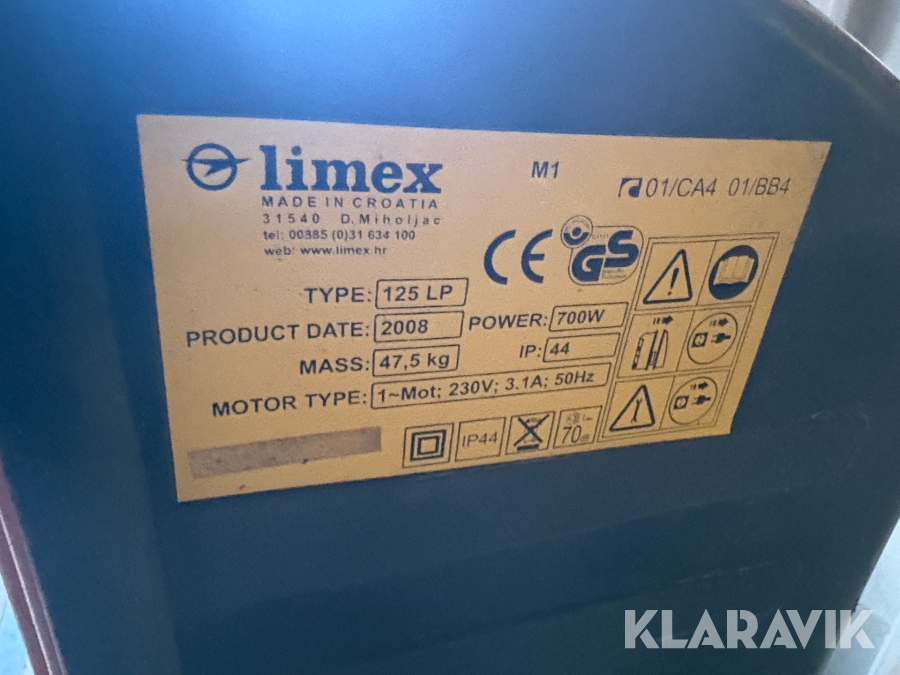 limex
M1
01/CA4 01/BB4
MADE IN CROATIA
31540 D.Miholjac
tel: 00385 (0)31 634 100
web: www.limex.hr
CE
GS
TYPE: 125 LP
PRODUCT DATE: 2008
POWER: 700W
MASS: 47,5 kg
IP: 44
MOTOR TYPE: 1~Mot; 230V; 3.1A; 50Hz
IP44
70
KLARAVIK